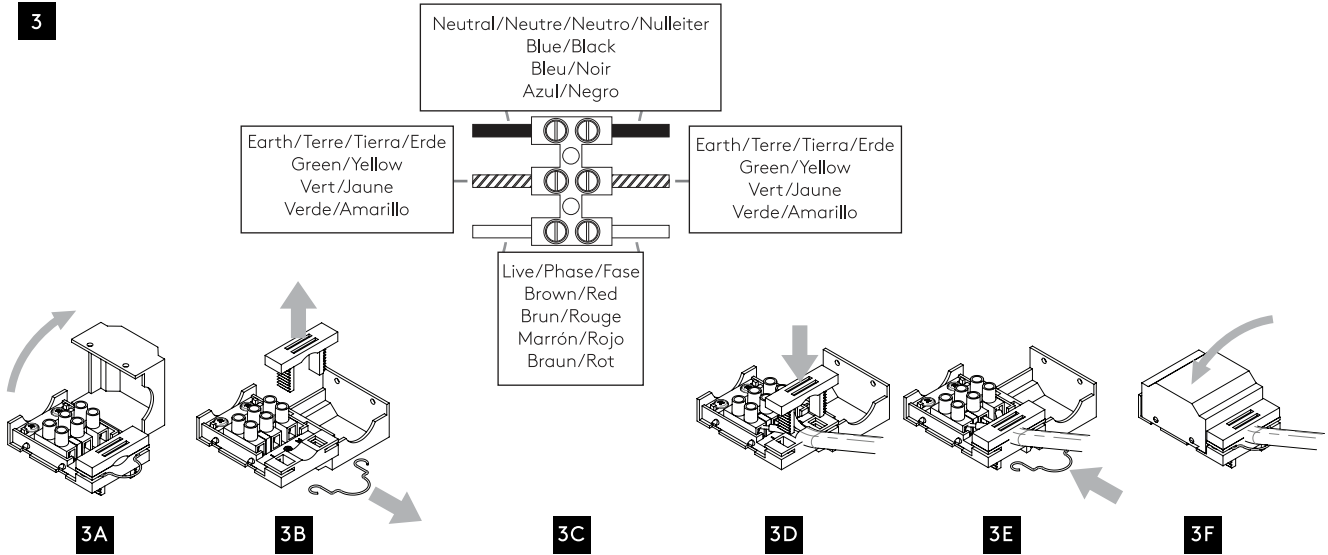 3
Neutral/Neutre/Neutro/Nulleiter
Blue/Black
Bleu/Noir
Azul/Negro
Earth/Terre/Tierra/Erde
Green/Yellow
Vert/Jaune
Verde/Amarillo
Earth/Terre/Tierra/Erde
Green/Yellow
Vert/Jaune
Verde/Amarillo
Live/Phase/Fase
Brown/Red
Brun/Rouge
Marrón/Rojo
Braun/Rot
3A
3B
3C
3D
3E
3F